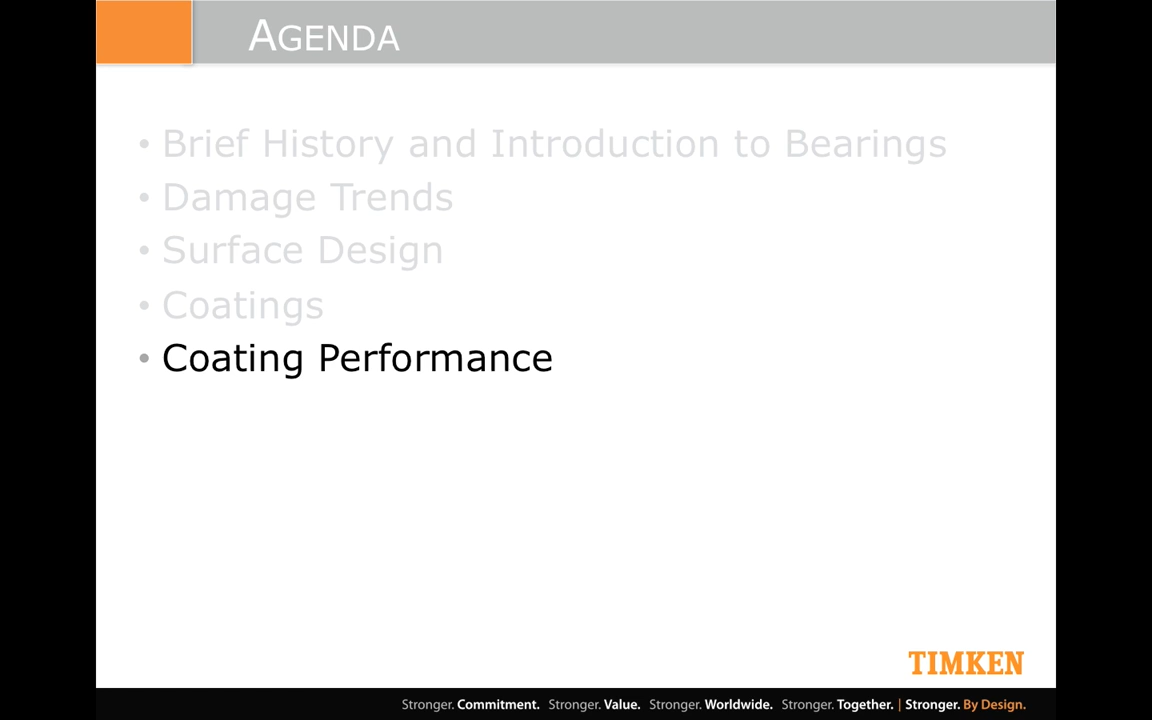 AGENDA
• Brief History and Introduction to Bearings
• Damage Trends
• Surface Design
• Coatings
• Coating Performance
TIMKEN
Stronger. Commitment. Stronger. Value. Stronger. Worldwide. Stronger. Together. | Stronger. By Design.